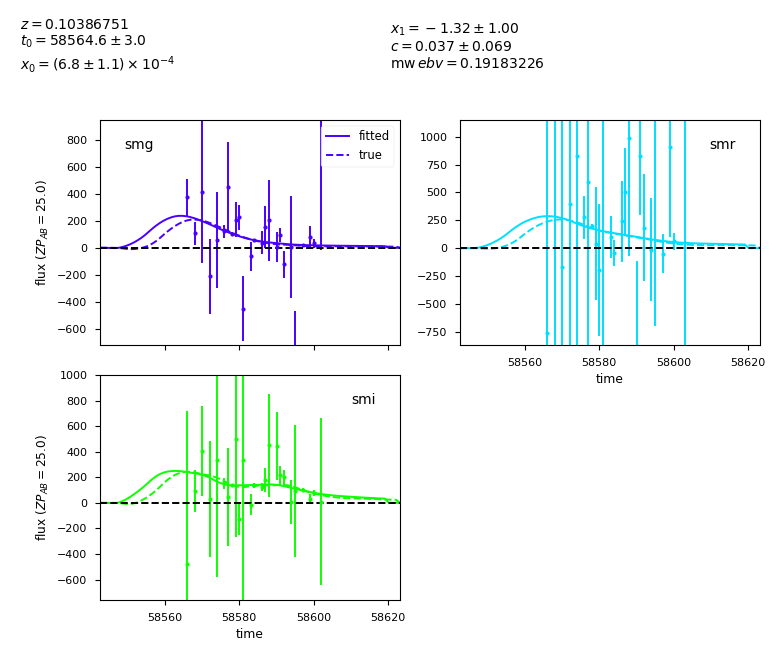 z = 0.10386751
t₀ = 58564.6 ± 3.0
x₀ = (6.8 ± 1.1) × 10⁻⁴
x₁ = −1.32 ± 1.00
c = 0.037 ± 0.069
mw ebv = 0.19183226
flux (ZP_AB = 25.0)
800
600
400
200
0
−200
−400
−600
smg
fitted
true
1000
750
500
250
0
−250
−500
−750
smr
58560
58580
58600
58620
time
flux (ZP_AB = 25.0)
1000
800
600
400
200
0
−200
−400
−600
smi
58560
58580
58600
58620
time